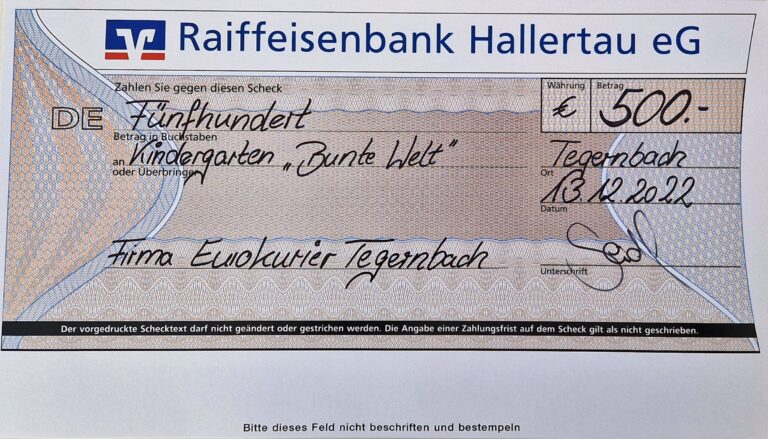 Raiffeisenbank Hallertau eG
Zahlen Sie gegen diesen Scheck
Währung Betrag
DE Fünfhundert € 500.-
Betrag in Buchstaben
an Kindergarten „Bunte Welt" Tegernbach
oder Überbringer Ort
13.12.2022
Datum
Firma Eurokurier Tegernbach
Unterschrift
Der vorgedruckte Schecktext darf nicht geändert oder gestrichen werden. Die Angabe einer Zahlungsfrist auf dem Scheck gilt als nicht geschrieben.
Bitte dieses Feld nicht beschriften und bestempeln